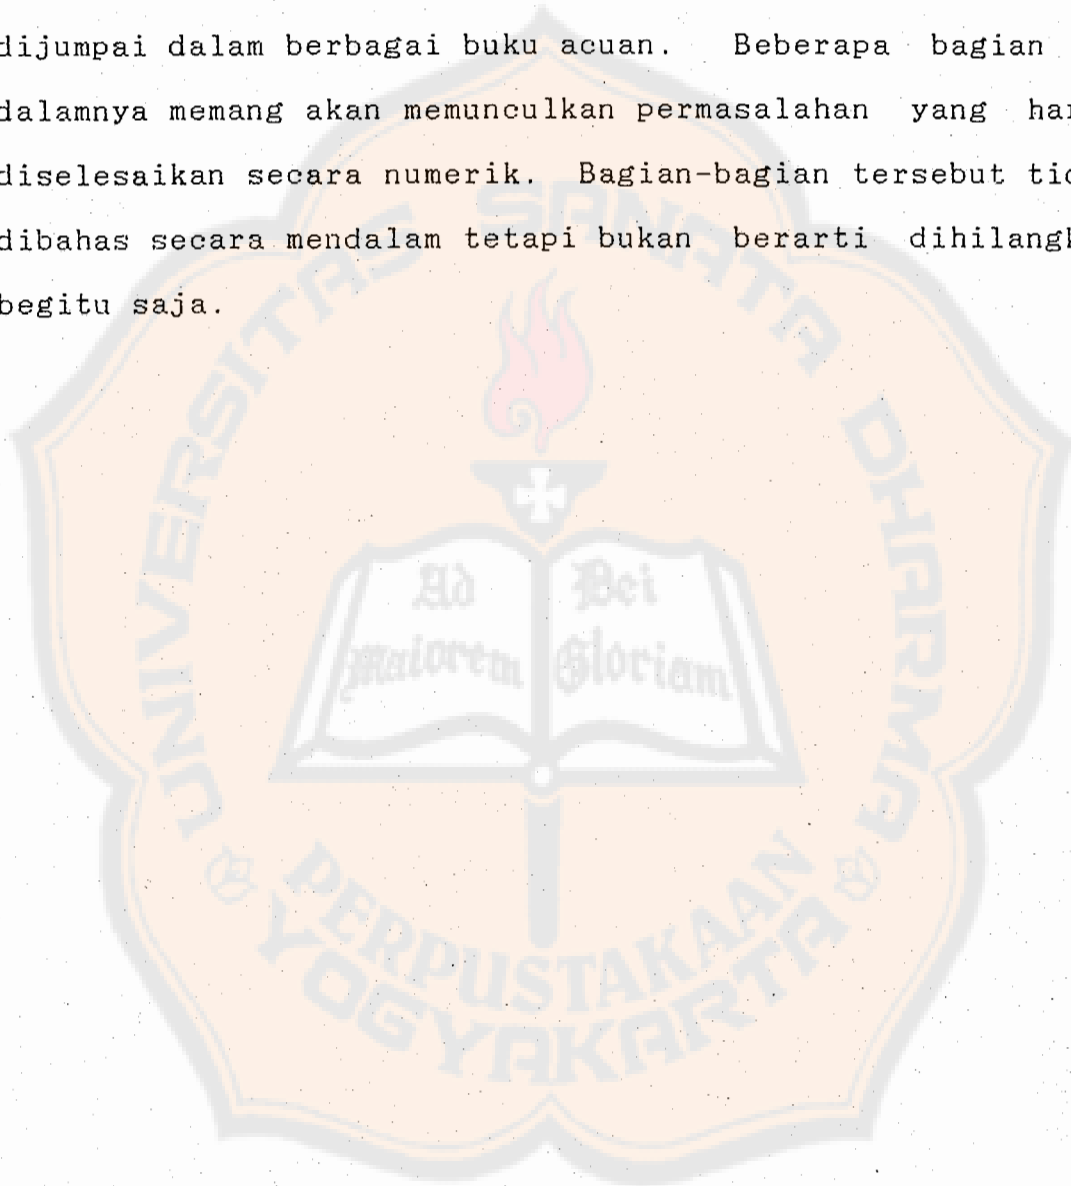 dijumpai dalam berbagai buku acuan. Beberapa bagian
dalamnya memang akan memunculkan permasalahan yang har
diselesaikan secara numerik. Bagian-bagian tersebut tid
dibahas secara mendalam tetapi bukan berarti dihilangk
begitu saja.
UNIVERSITAS SANATA DHARMA
Ad Dei
maiorem Gloriam
PERPUSTAKAAN
YOGYAKARTA